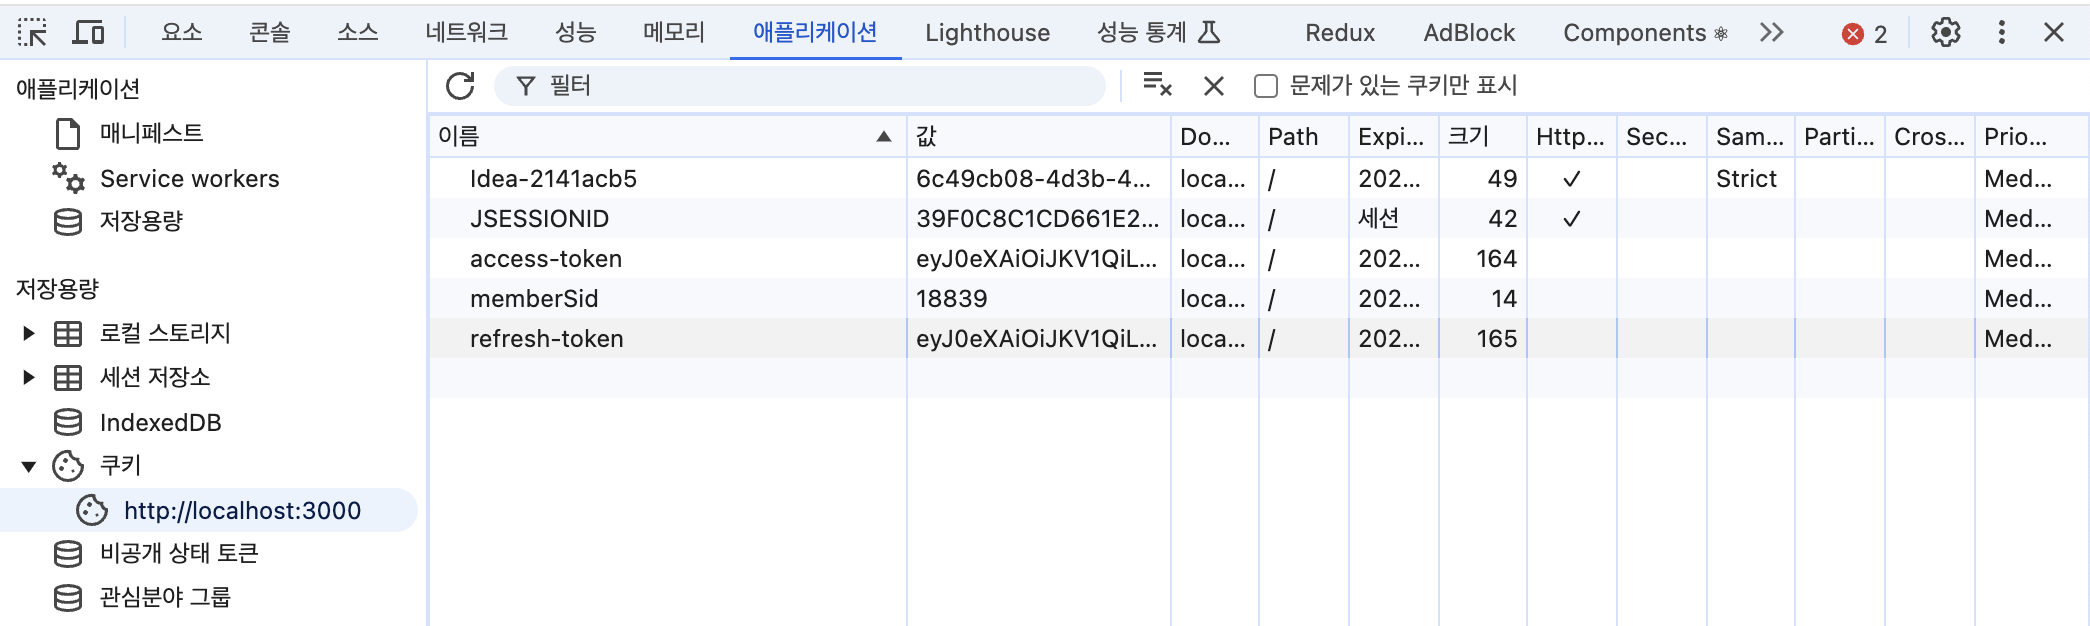 요소 콘솔 소스 네트워크 성능 메모리 애플리케이션 Lighthouse 성능 통계 Redux AdBlock Components 2
애플리케이션
매니페스트
Service workers
저장용량
저장용량
로컬 스토리지
세션 저장소
IndexedDB
쿠키
http://localhost:3000
비공개 상태 토큰
관심분야 그룹
필터 문제가 있는 쿠키만 표시
이름 값 Do... Path Expi... 크기 Http... Sec... Sam... Parti... Cros... Prio...
Idea-2141acb5 6c49cb08-4d3b-4... loca... / 202... 49 ✓ Strict Med...
JSESSIONID 39F0C8C1CD661E2... loca... / 세션 42 ✓ Med...
access-token eyJ0eXAiOiJKV1QiL... loca... / 202... 164 Med...
memberSid 18839 loca... / 202... 14 Med...
refresh-token eyJ0eXAiOiJKV1QiL... loca... / 202... 165 Med...